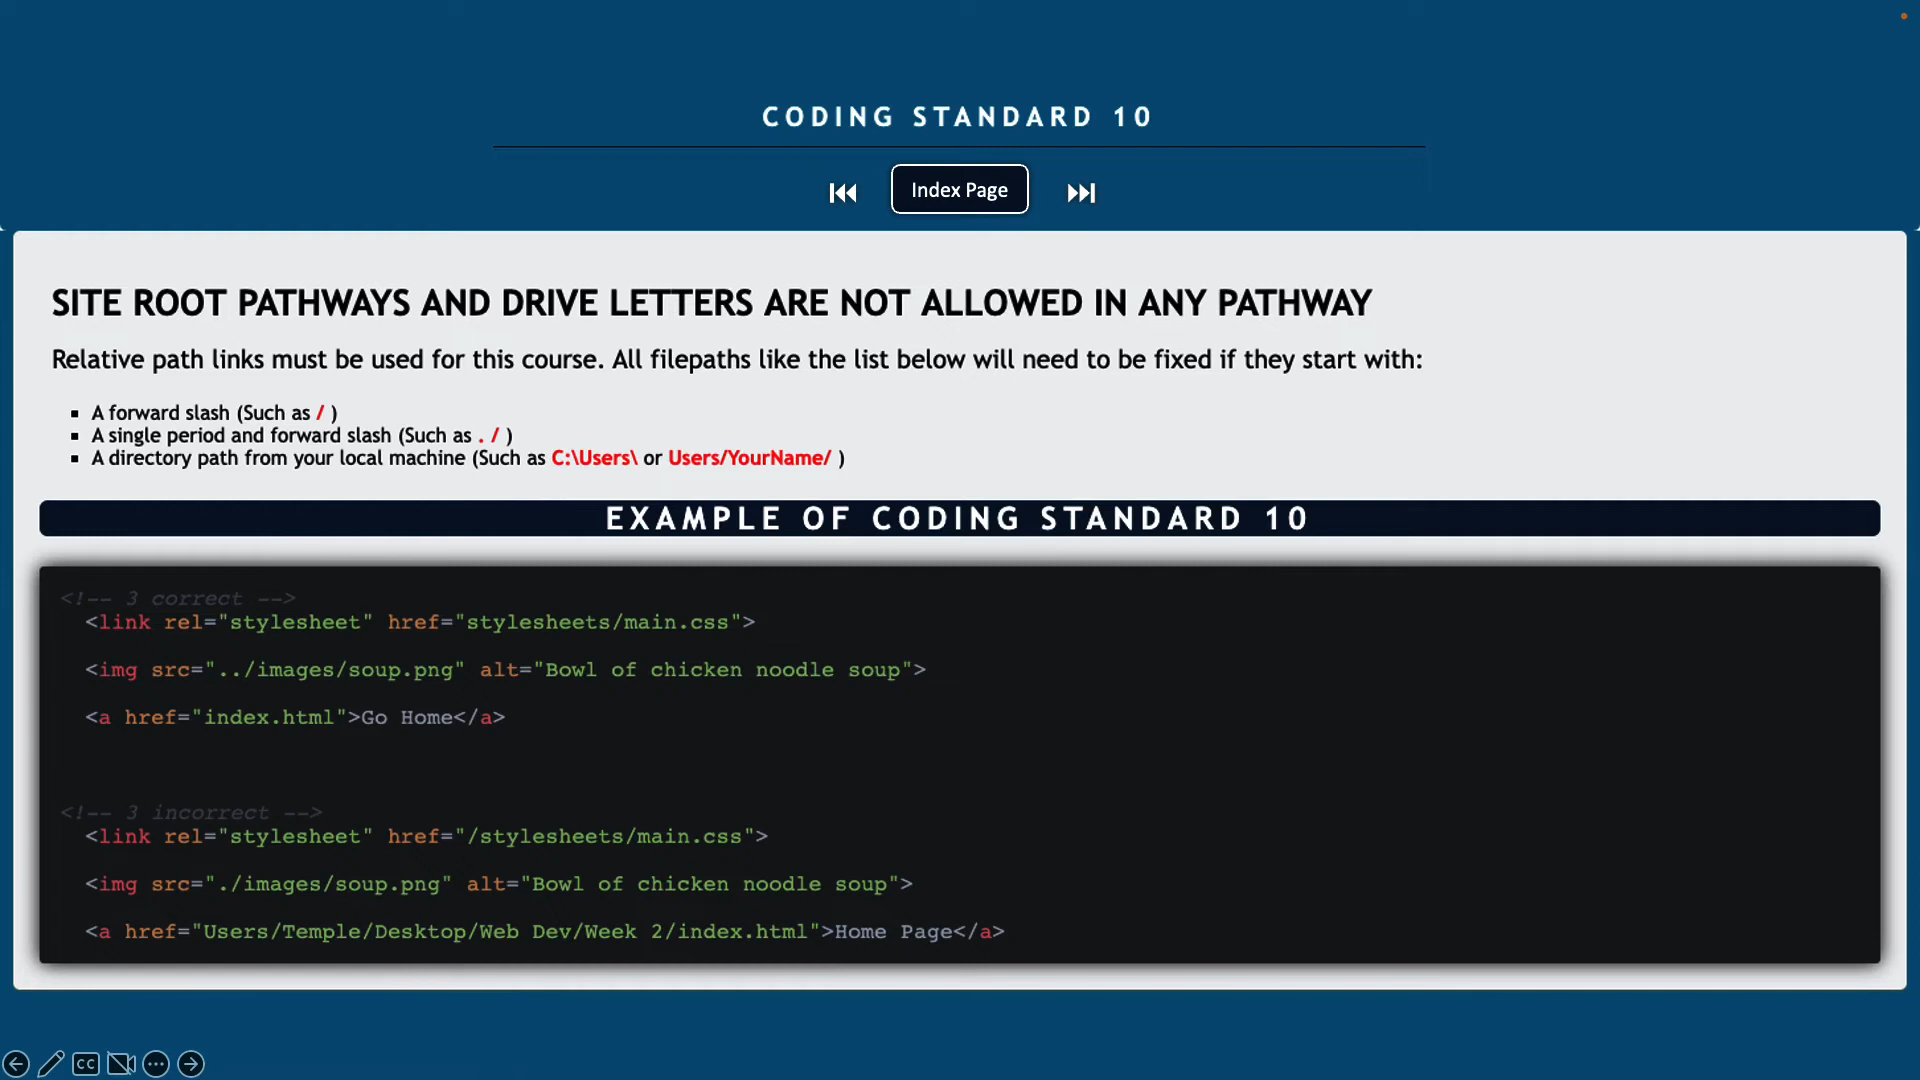 CODING STANDARD 10
Index Page
SITE ROOT PATHWAYS AND DRIVE LETTERS ARE NOT ALLOWED IN ANY PATHWAY
Relative path links must be used for this course. All filepaths like the list below will need to be fixed if they start with:
▪ A forward slash (Such as / )
▪ A single period and forward slash (Such as . / )
▪ A directory path from your local machine (Such as C:\Users\ or Users/YourName/ )
EXAMPLE OF CODING STANDARD 10
<!-- 3 correct -->
<link rel="stylesheet" href="stylesheets/main.css">
<img src="../images/soup.png" alt="Bowl of chicken noodle soup">
<a href="index.html">Go Home</a>
<!-- 3 incorrect -->
<link rel="stylesheet" href="/stylesheets/main.css">
<img src="./images/soup.png" alt="Bowl of chicken noodle soup">
<a href="Users/Temple/Desktop/Web Dev/Week 2/index.html">Home Page</a>
CC